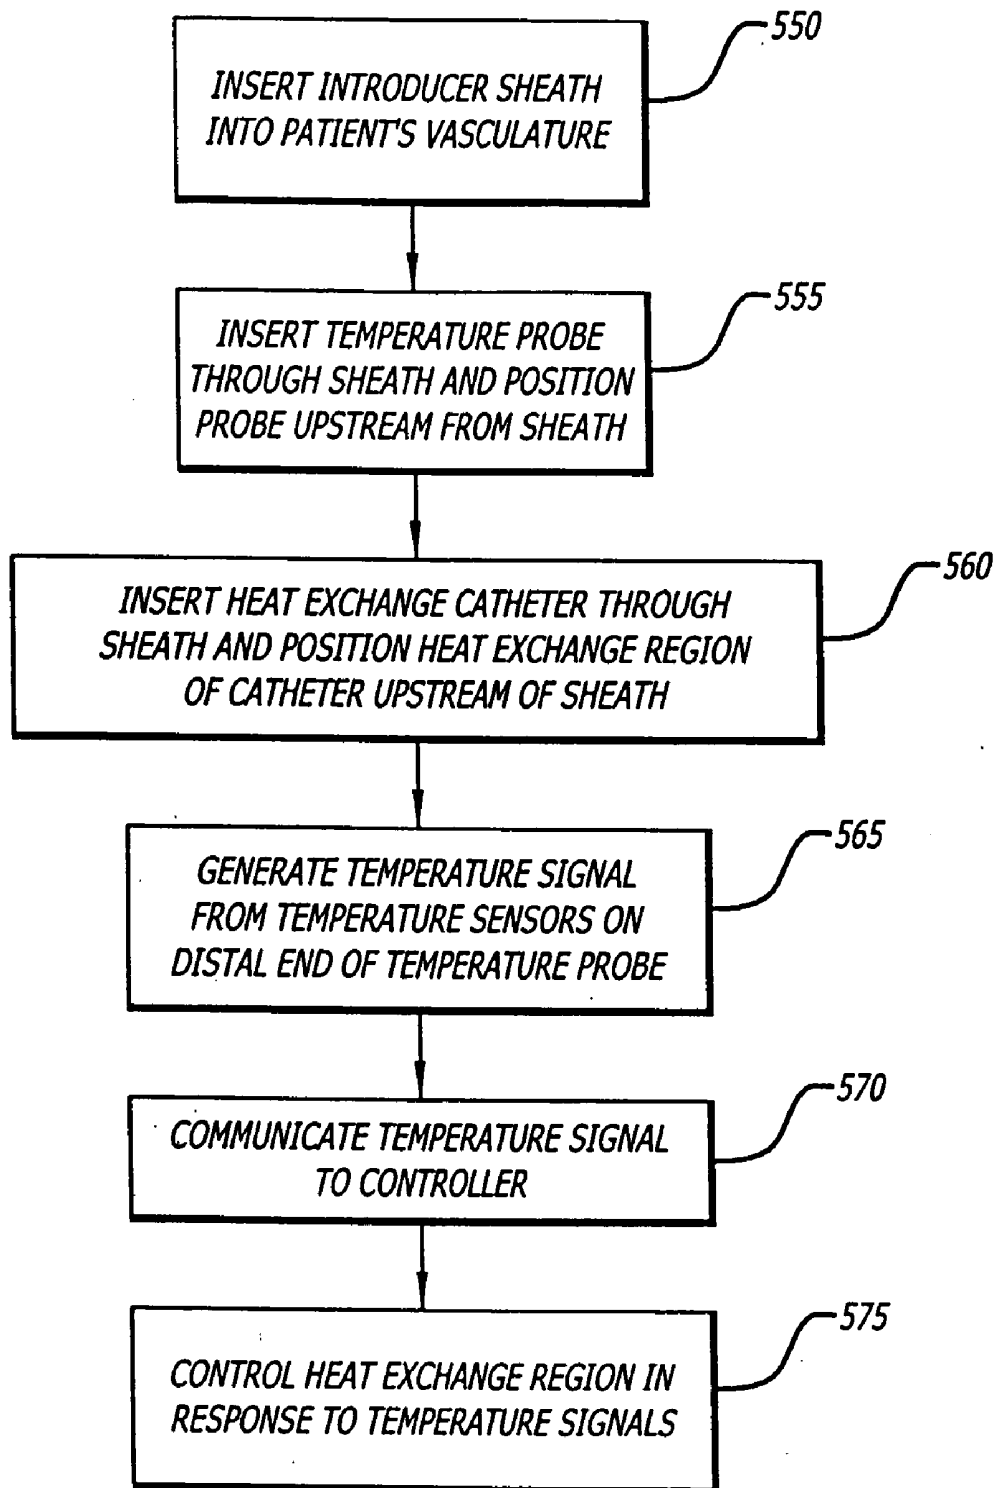 550
INSERT INTRODUCER SHEATH
INTO PATIENT'S VASCULATURE
555
INSERT TEMPERATURE PROBE
THROUGH SHEATH AND POSITION
PROBE UPSTREAM FROM SHEATH
560
INSERT HEAT EXCHANGE CATHETER THROUGH
SHEATH AND POSITION HEAT EXCHANGE REGION
OF CATHETER UPSTREAM OF SHEATH
565
GENERATE TEMPERATURE SIGNAL
FROM TEMPERATURE SENSORS ON
DISTAL END OF TEMPERATURE PROBE
570
COMMUNICATE TEMPERATURE SIGNAL
TO CONTROLLER
575
CONTROL HEAT EXCHANGE REGION IN
RESPONSE TO TEMPERATURE SIGNALS